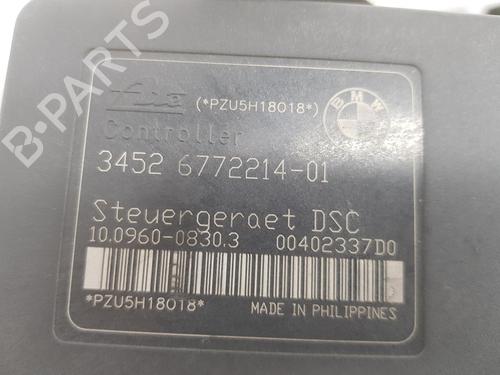 Ate (*PZU5H18018*)
BMW
Controller
3452 6772214-01
Steuergeraet DSC
10.0960-0830.3 00402337D0
*PZU5H18018* MADE IN PHILIPPINES
B-PARTS